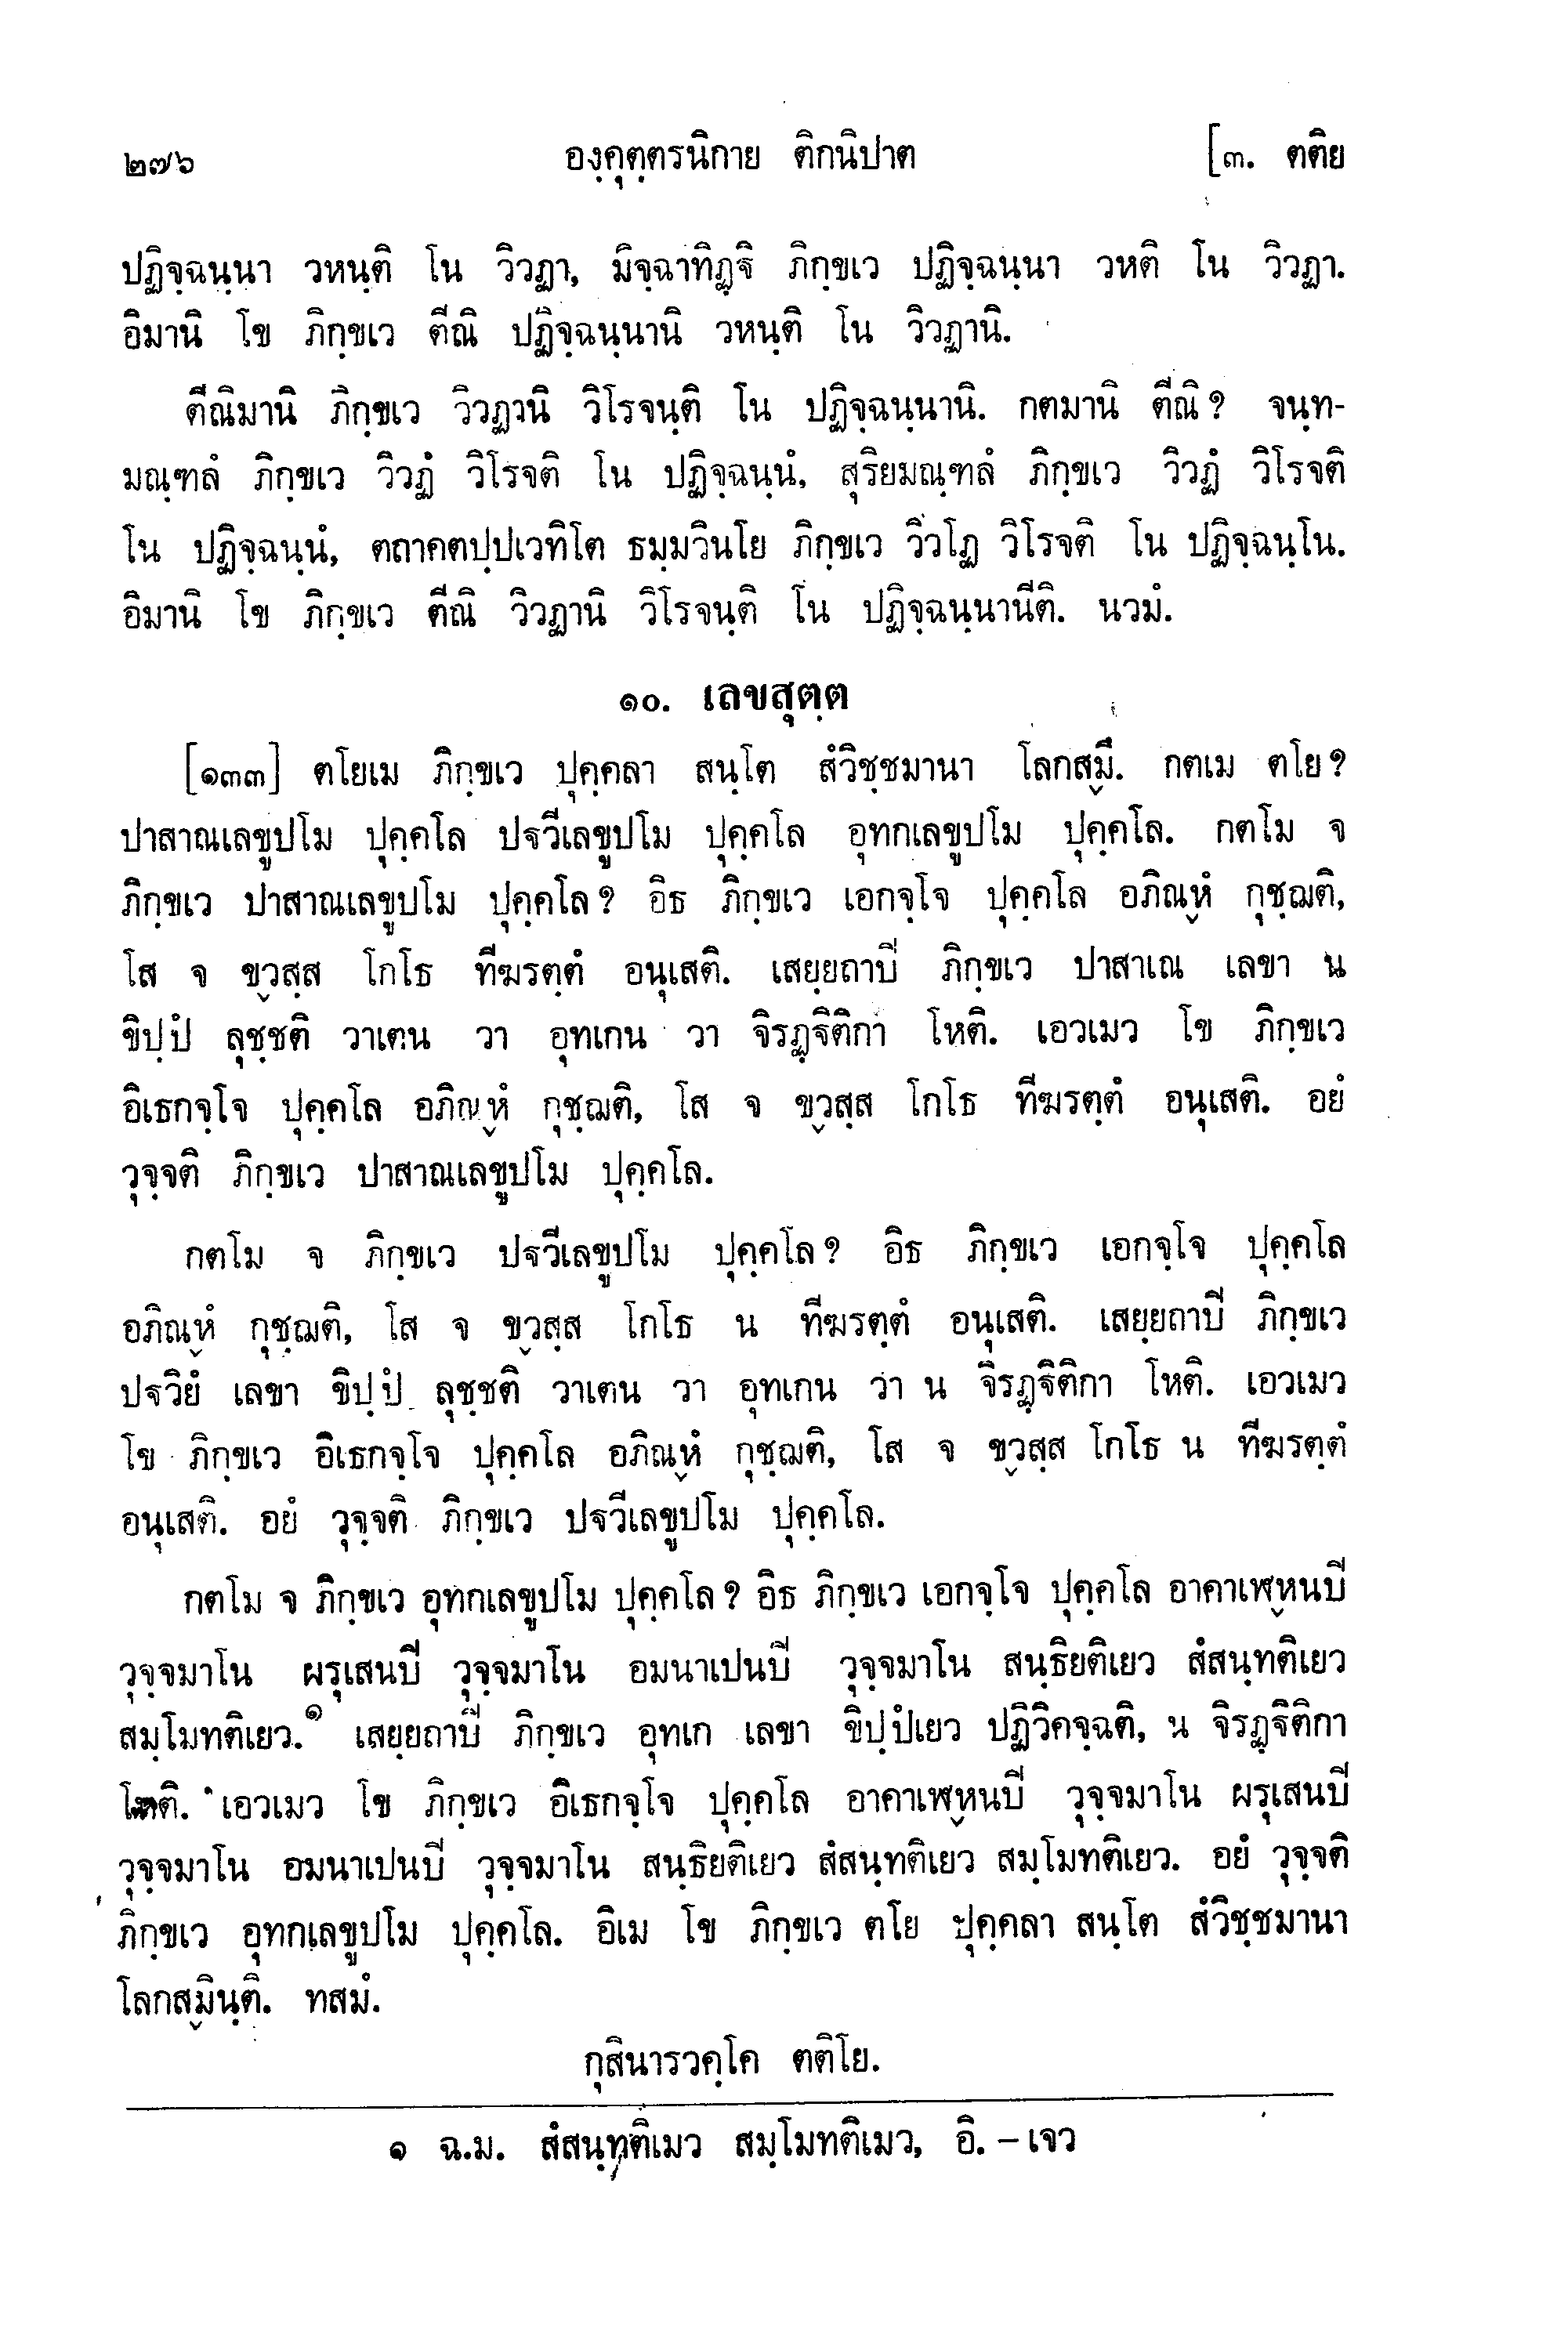 ๒๗๖ องฺคุตฺตรนิกาย ติกนิปาต [๓. ตติย
ปฏิจฺฉนฺนา วหนฺติ โน วิวฏา, มิจฺฉาทิฏฺฐิ ภิกฺขเว ปฏิจฺฉนฺนา วหติ โน วิวฏา.
อิมานิ โข ภิกฺขเว ตีณิ ปฏิจฺฉนฺนานิ วหนฺติ โน วิวฏานิ.
ตีณิมานิ ภิกฺขเว วิวฏานิ วิโรจนฺติ โน ปฏิจฺฉนฺนานิ. กตมานิ ตีณิ? จนฺท-
มณฺฑลํ ภิกฺขเว วิวฏํ วิโรจติ โน ปฏิจฺฉนฺนํ, สุริยมณฺฑลํ ภิกฺขเว วิวฏํ วิโรจติ
โน ปฏิจฺฉนฺนํ, ตถาคตปฺปเวทิโต ธมฺมวินโย ภิกฺขเว วิวโฏ วิโรจติ โน ปฏิจฺฉนฺโน.
อิมานิ โข ภิกฺขเว ตีณิ วิวฏานิ วิโรจนฺติ โน ปฏิจฺฉนฺนานีติ. นวมํ.
๑๐. เลขสุตฺต
[๑๓๓] ตโยเม ภิกฺขเว ปุคฺคลา สนฺโต สํวิชฺชมานา โลกสฺมึ. กตเม ตโย?
ปาสาณเลขูปโม ปุคฺคโล ปฐวีเลขูปโม ปุคฺคโล อุทกเลขูปโม ปุคฺคโล. กตโม จ
ภิกฺขเว ปาสาณเลขูปโม ปุคฺคโล? อิธ ภิกฺขเว เอกจฺโจ ปุคฺคโล อภิณฺหํ กุชฺฌติ,
โส จ ขฺวสฺส โกโธ ทีฆรตฺตํ อนุเสติ. เสยฺยถาปิ ภิกฺขเว ปาสาเณ เลขา น
ขิปฺปํ ลุชฺชติ วาเตน วา อุทเกน วา จิรฏฺฐิติกา โหติ. เอวเมว โข ภิกฺขเว
อิเธกจฺโจ ปุคฺคโล อภิณฺหํ กุชฺฌติ, โส จ ขฺวสฺส โกโธ ทีฆรตฺตํ อนุเสติ. อยํ
วุจฺจติ ภิกฺขเว ปาสาณเลขูปโม ปุคฺคโล.
กตโม จ ภิกฺขเว ปฐวีเลขูปโม ปุคฺคโล? อิธ ภิกฺขเว เอกจฺโจ ปุคฺคโล
อภิณฺหํ กุชฺฌติ, โส จ ขฺวสฺส โกโธ น ทีฆรตฺตํ อนุเสติ. เสยฺยถาปิ ภิกฺขเว
ปฐวิยํ เลขา ขิปฺปํ ลุชฺชติ วาเตน วา อุทเกน วา น จิรฏฺฐิติกา โหติ. เอวเมว
โข ภิกฺขเว อิเธกจฺโจ ปุคฺคโล อภิณฺหํ กุชฺฌติ, โส จ ขฺวสฺส โกโธ น ทีฆรตฺตํ
อนุเสติ. อยํ วุจฺจติ ภิกฺขเว ปฐวีเลขูปโม ปุคฺคโล.
กตโม จ ภิกฺขเว อุทกเลขูปโม ปุคฺคโล? อิธ ภิกฺขเว เอกจฺโจ ปุคฺคโล อาคาเฬฺหนปิ
วุจฺจมาโน ผรุเสนปิ วุจฺจมาโน อมนาเปนปิ วุจฺจมาโน สนฺธิยติเยว สํสนฺทติเยว
สมฺโมทติเยว.๑ เสยฺยถาปิ ภิกฺขเว อุทเก เลขา ขิปฺปํเยว ปฏิวิคจฺฉติ, น จิรฏฺฐิติกา
โหติ. เอวเมว โข ภิกฺขเว อิเธกจฺโจ ปุคฺคโล อาคาเฬฺหนปิ วุจฺจมาโน ผรุเสนปิ
วุจฺจมาโน อมนาเปนปิ วุจฺจมาโน สนฺธิยติเยว สํสนฺทติเยว สมฺโมทติเยว. อยํ วุจฺจติ
ภิกฺขเว อุทกเลขูปโม ปุคฺคโล. อิเม โข ภิกฺขเว ตโย ปุคฺคลา สนฺโต สํวิชฺชมานา
โลกสฺมินฺติ. ทสมํ.
กุสินารวคฺโค ตติโย.
๑ ฉ.ม. สํสนฺทติเมว สมฺโมทติเมว, อิ. – เจว